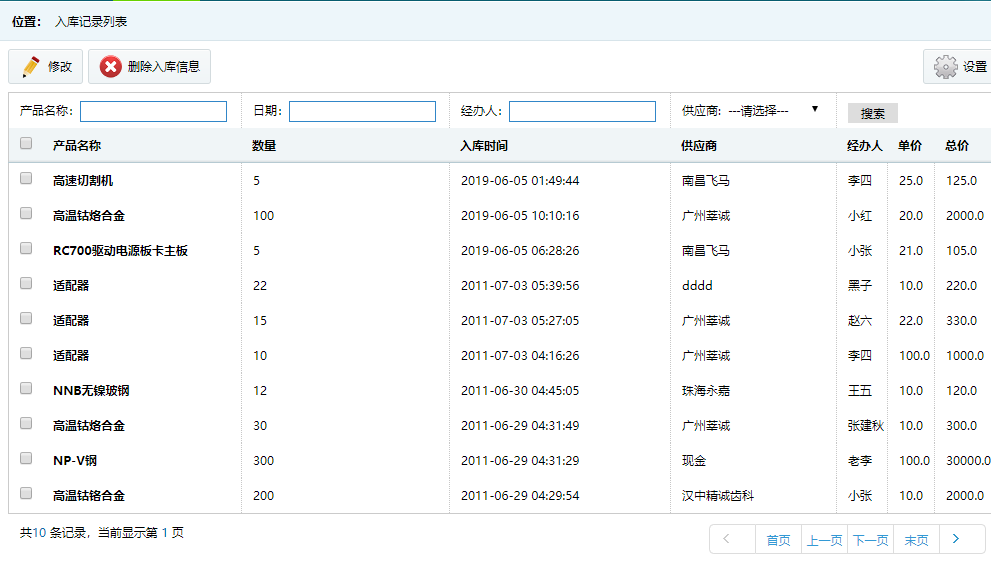 位置： 入库记录列表
修改 删除入库信息 设置
产品名称： 日期： 经办人： 供应商： ---请选择--- ▼ 搜索
产品名称 数量 入库时间 供应商 经办人 单价 总价
高速切割机 5 2019-06-05 01:49:44 南昌飞马 李四 25.0 125.0
高温钴烙合金 100 2019-06-05 10:10:16 广州莘诚 小红 20.0 2000.0
RC700驱动电源板卡主板 5 2019-06-05 06:28:26 南昌飞马 小张 21.0 105.0
适配器 22 2011-07-03 05:39:56 dddd 黑子 10.0 220.0
适配器 15 2011-07-03 05:27:05 广州莘诚 赵六 22.0 330.0
适配器 10 2011-07-03 04:16:26 广州莘诚 李四 100.0 1000.0
NNB无镍玻钢 12 2011-06-30 04:45:05 珠海永嘉 王五 10.0 120.0
高温钴烙合金 30 2011-06-29 04:31:49 广州莘诚 张建秋 10.0 300.0
NP-V钢 300 2011-06-29 04:31:29 现金 老李 100.0 30000.0
高温钴铬合金 200 2011-06-29 04:29:54 汉中精诚齿科 小张 10.0 2000.0
共10 条记录，当前显示第 1 页
首页 上一页 下一页 末页